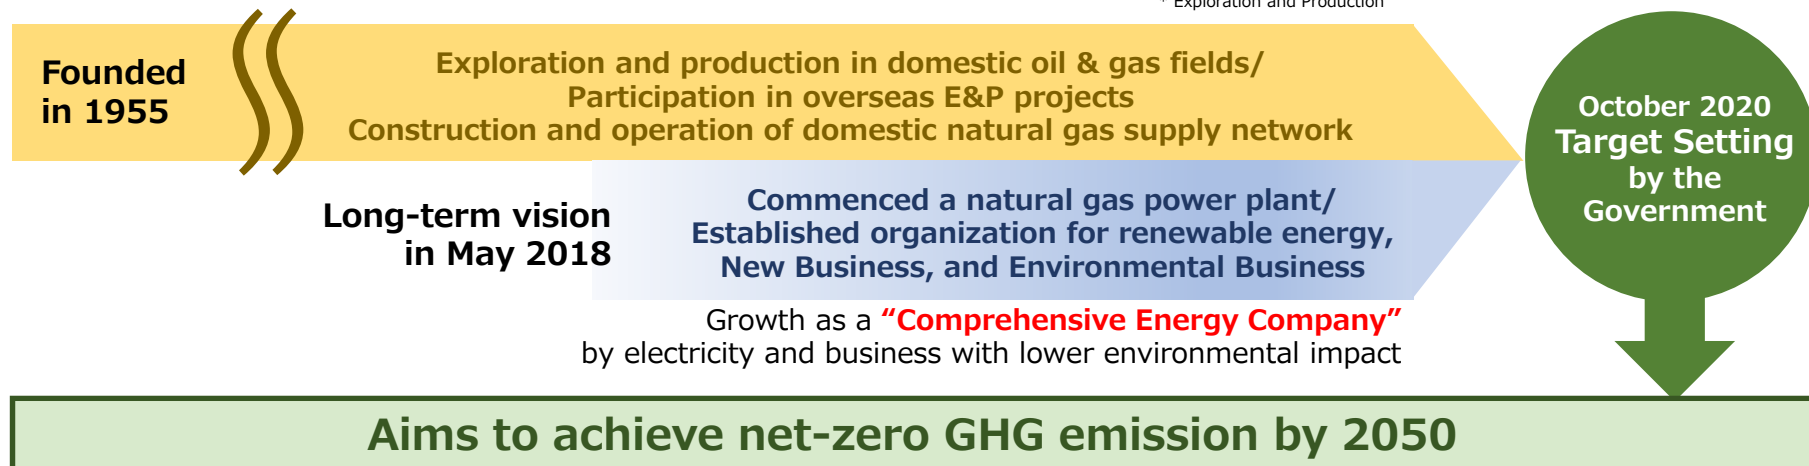 * Exploration and Production
Founded
in 1955
Exploration and production in domestic oil & gas fields/
Participation in overseas E&P projects
Construction and operation of domestic natural gas supply network
October 2020
Target Setting
by the
Government
Long-term vision
in May 2018
Commenced a natural gas power plant/
Established organization for renewable energy,
New Business, and Environmental Business
Growth as a “Comprehensive Energy Company”
by electricity and business with lower environmental impact
Aims to achieve net-zero GHG emission by 2050